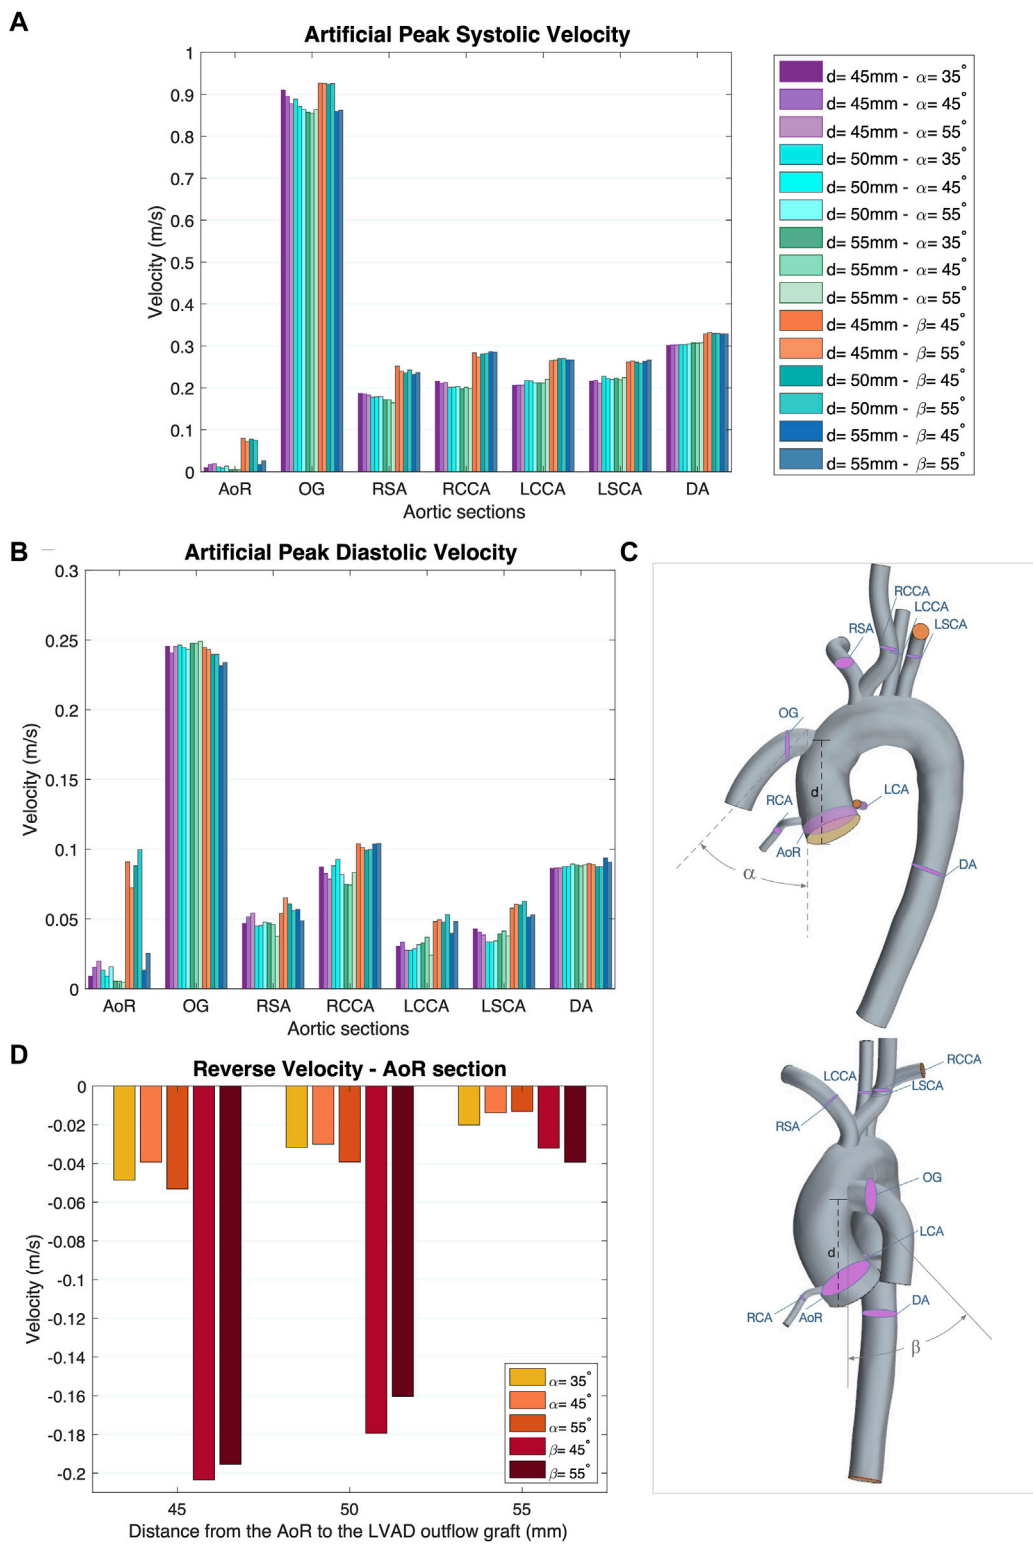 A
Artificial Peak Systolic Velocity
1
0.9
0.8
0.7
0.6
0.5
0.4
0.3
0.2
0.1
0
Velocity (m/s)
AoR OG RSA RCCA LCCA LSCA DA
Aortic sections
d= 45mm - α= 35°
d= 45mm - α= 45°
d= 45mm - α= 55°
d= 50mm - α= 35°
d= 50mm - α= 45°
d= 50mm - α= 55°
d= 55mm - α= 35°
d= 55mm - α= 45°
d= 55mm - α= 55°
d= 45mm - β= 45°
d= 45mm - β= 55°
d= 50mm - β= 45°
d= 50mm - β= 55°
d= 55mm - β= 45°
d= 55mm - β= 55°
B
Artificial Peak Diastolic Velocity
0.3
0.25
0.2
0.15
0.1
0.05
0
Velocity (m/s)
AoR OG RSA RCCA LCCA LSCA DA
Aortic sections
C
RCCA
LCCA
LSCA
RSA
OG
d
LCA
RCA
AoR
DA
α
RCCA
LCCA
LSCA
RSA
OG
LCA
d
DA
RCA
AoR
β
D
Reverse Velocity - AoR section
0
-0.02
-0.04
-0.06
-0.08
-0.1
-0.12
-0.14
-0.16
-0.18
-0.2
Velocity (m/s)
α= 35°
α= 45°
α= 55°
β= 45°
β= 55°
45 50 55
Distance from the AoR to the LVAD outflow graft (mm)